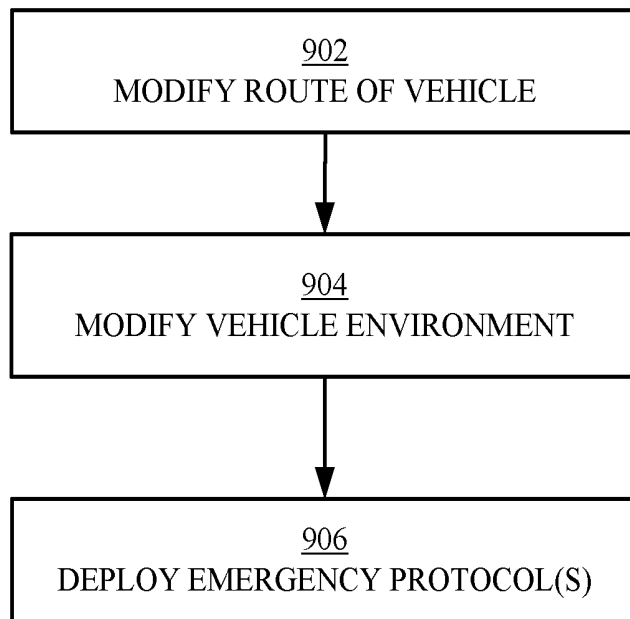 902
MODIFY ROUTE OF VEHICLE
904
MODIFY VEHICLE ENVIRONMENT
906
DEPLOY EMERGENCY PROTOCOL(S)